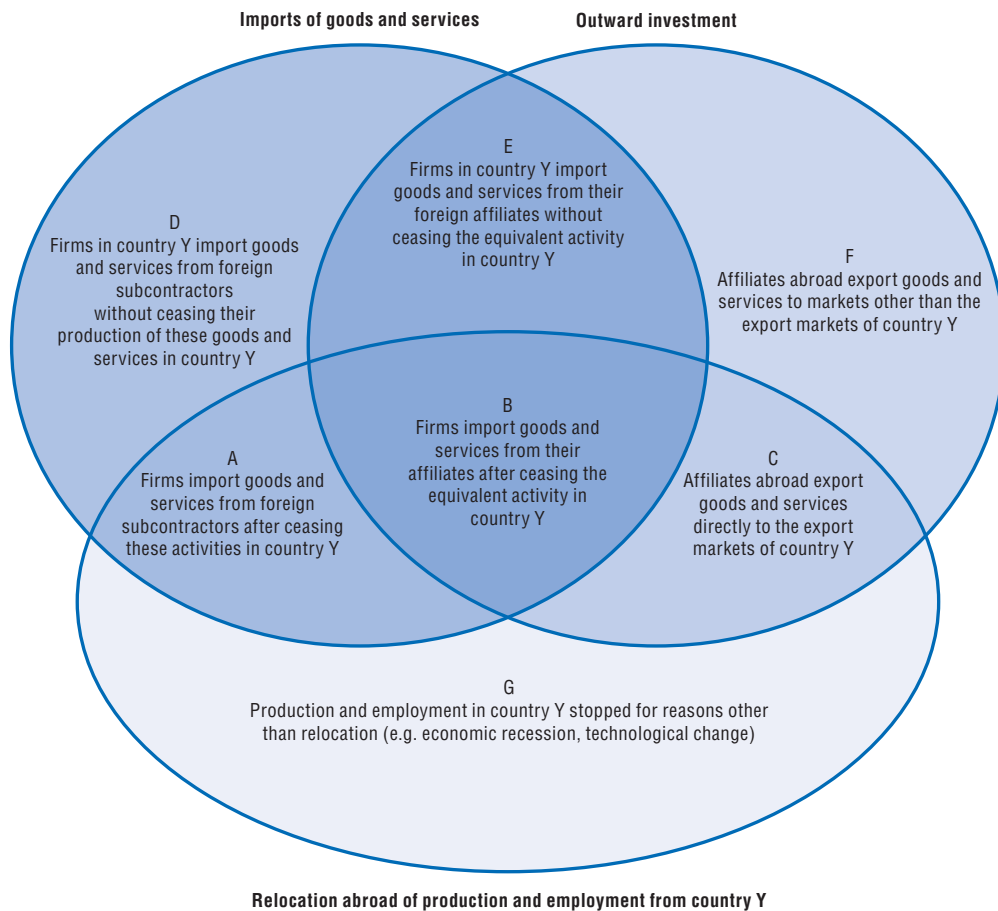 Imports of goods and services
Outward investment
E
Firms in country Y import
goods and services from their
foreign affiliates without
ceasing the equivalent activity
in country Y
D
Firms in country Y import goods
and services from foreign
subcontractors
without ceasing their
production of these goods and
services in country Y
F
Affiliates abroad export goods and
services to markets other than the
export markets of country Y
B
Firms import goods and
services from their
affiliates after ceasing the
equivalent activity in
country Y
A
Firms import goods and
services from foreign
subcontractors after ceasing
these activities in country Y
C
Affiliates abroad export
goods and services
directly to the export
markets of country Y
G
Production and employment in country Y stopped for reasons other
than relocation (e.g. economic recession, technological change)
Relocation abroad of production and employment from country Y